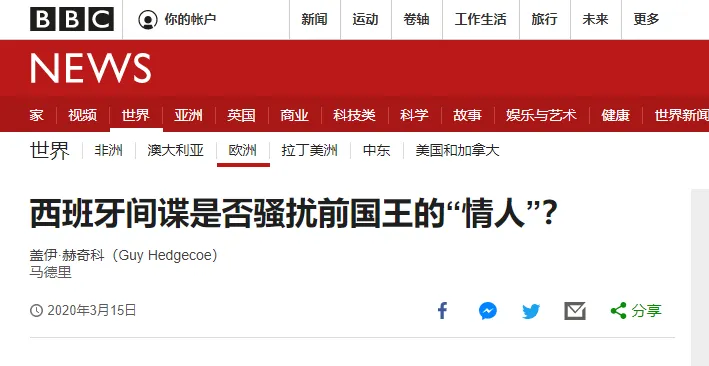 BBC 你的帐户 新闻 运动 卷轴 工作生活 旅行 未来 更多
NEWS
家 视频 世界 亚洲 英国 商业 科技类 科学 故事 娱乐与艺术 健康 世界新闻
世界 非洲 澳大利亚 欧洲 拉丁美洲 中东 美国和加拿大
西班牙间谍是否骚扰前国王的“情人”？
盖伊·赫奇科（Guy Hedgecoe）
马德里
2020年3月15日 分享